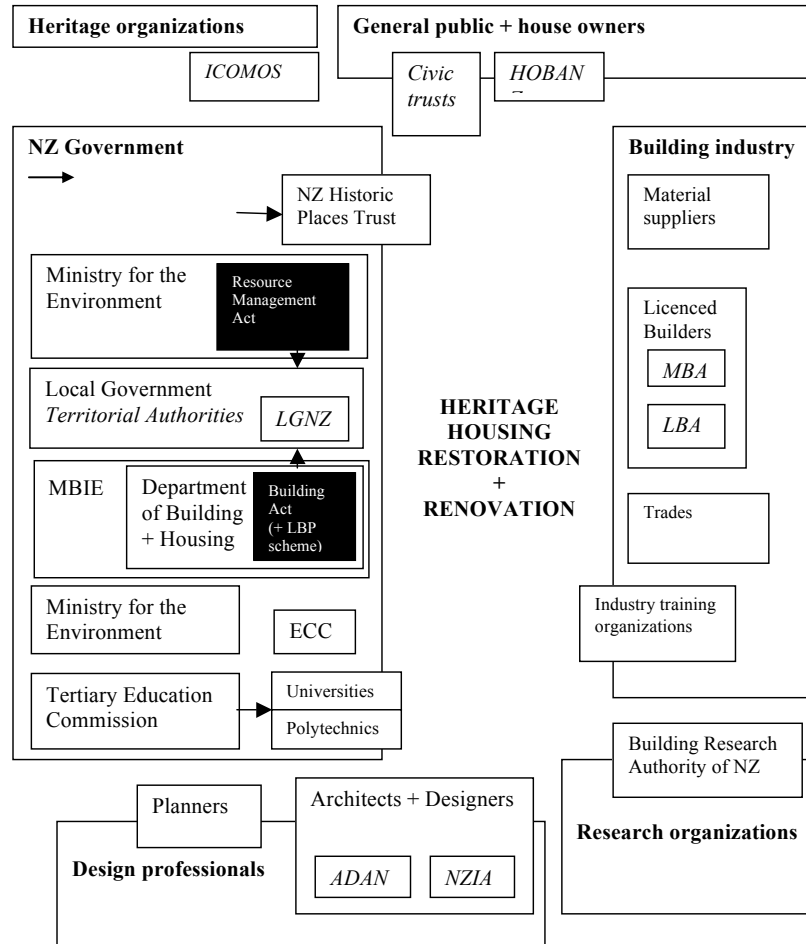 Heritage organizations
ICOMOS
General public + house owners
Civic
trusts
HOBAN
NZ Government
NZ Historic
Places Trust
Ministry for the
Environment
Resource
Management
Act
Local Government
Territorial Authorities
LGNZ
MBIE
Department
of Building
+ Housing
Building
Act
(+ LBP
scheme)
Ministry for the
Environment
ECC
Tertiary Education
Commission
Universities
Polytechnics
HERITAGE
HOUSING
RESTORATION
+
RENOVATION
Building industry
Material
suppliers
Licenced
Builders
MBA
LBA
Trades
Industry training
organizations
Building Research
Authority of NZ
Research organizations
Planners
Design professionals
Architects + Designers
ADAN
NZIA